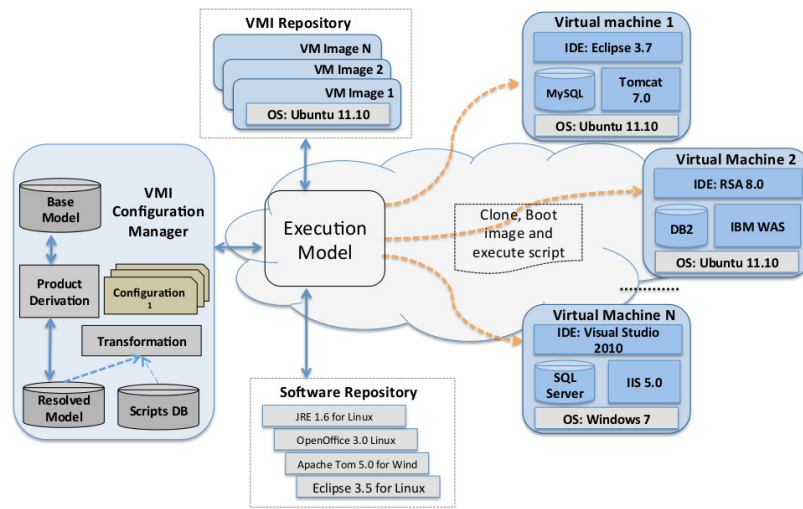 VMI Repository
VM Image N
VM Image 2
VM Image 1
OS: Ubuntu 11.10
Virtual machine 1
IDE: Eclipse 3.7
MySQL
Tomcat
7.0
OS: Ubuntu 11.10
VMI
Configuration
Manager
Base
Model
Product
Derivation
Configuration
1
Transformation
Resolved
Model
Scripts DB
Execution
Model
Clone, Boot
image and
execute script
Virtual Machine 2
IDE: RSA 8.0
DB2
IBM WAS
OS: Ubuntu 11.10
Virtual Machine N
IDE: Visual Studio
2010
SQL
Server
IIS 5.0
OS: Windows 7
Software Repository
JRE 1.6 for Linux
OpenOffice 3.0 Linux
Apache Tom 5.0 for Wind
Eclipse 3.5 for Linux